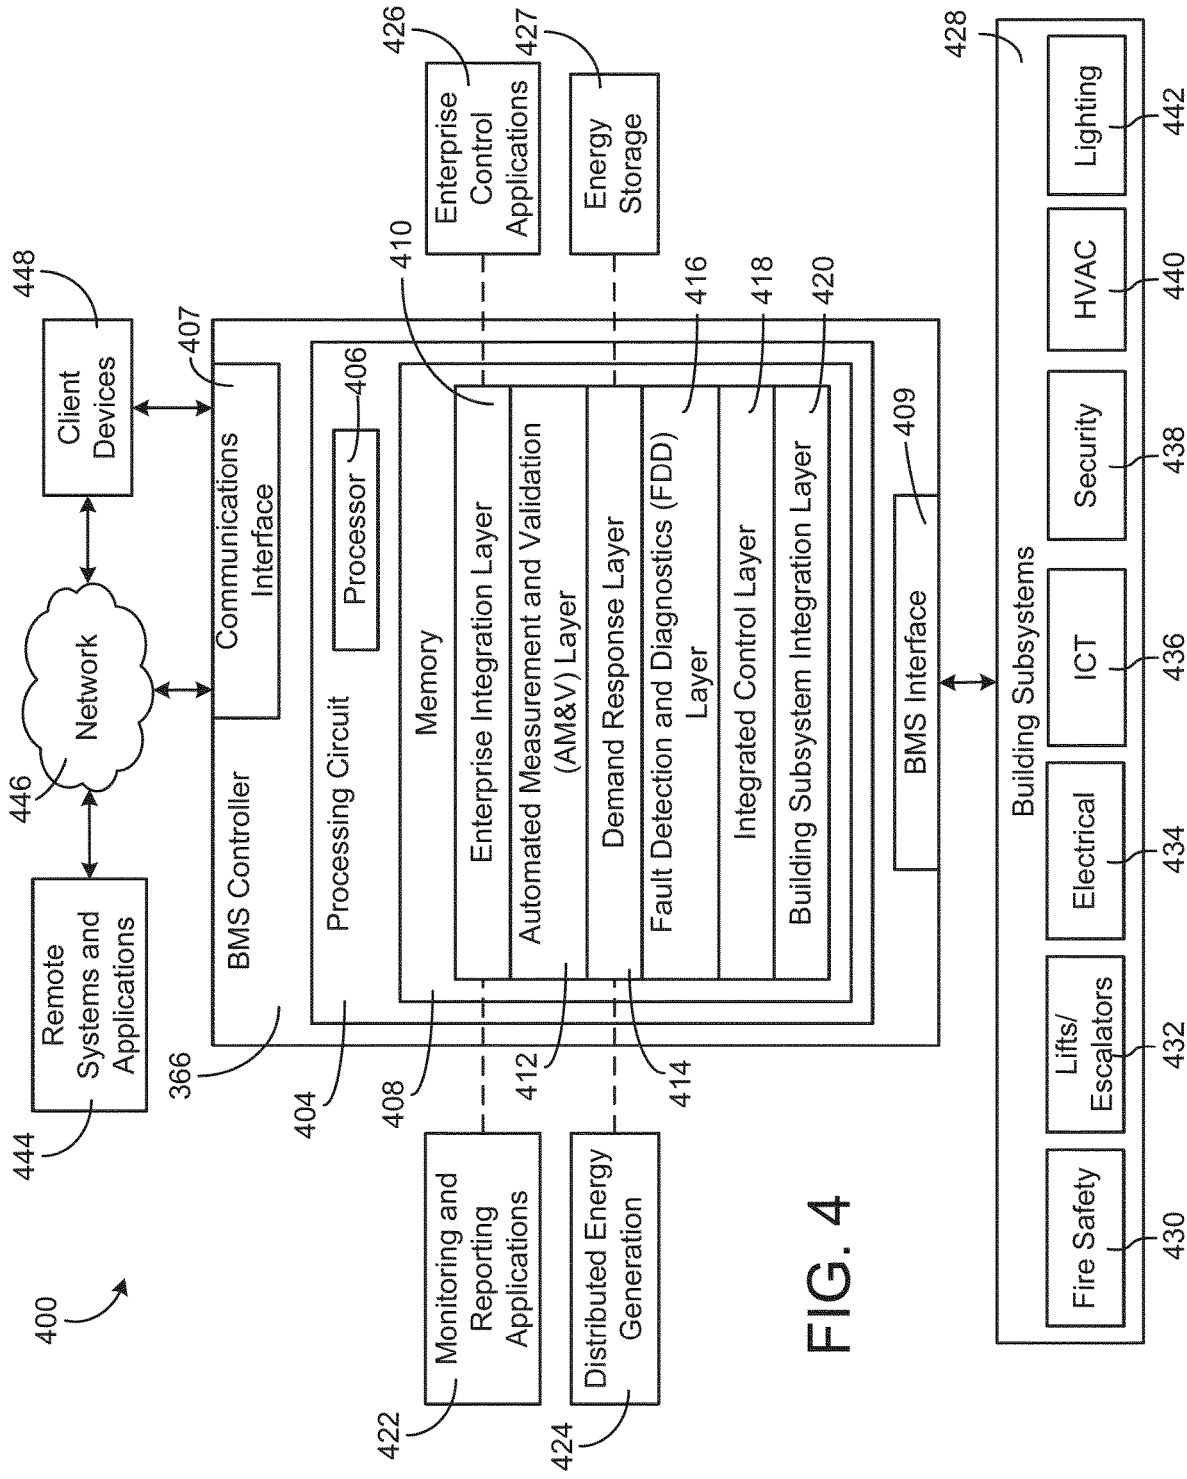 400
444
Remote
Systems and
Applications
446
Network
448
Client
Devices
366
BMS Controller
Communications
Interface
407
404
Processing Circuit
Processor
406
408
Memory
410
Enterprise Integration Layer
Automated Measurement and Validation
(AM&V) Layer
412
Demand Response Layer
414
Fault Detection and Diagnostics (FDD)
Layer
416
Integrated Control Layer
418
Building Subsystem Integration Layer
420
BMS Interface
409
422
Monitoring and
Reporting
Applications
424
Distributed Energy
Generation
426
Enterprise
Control
Applications
427
Energy
Storage
FIG. 4
Building Subsystems
428
Fire Safety
Lifts/
Escalators
Electrical
ICT
Security
HVAC
Lighting
430
432
434
436
438
440
442